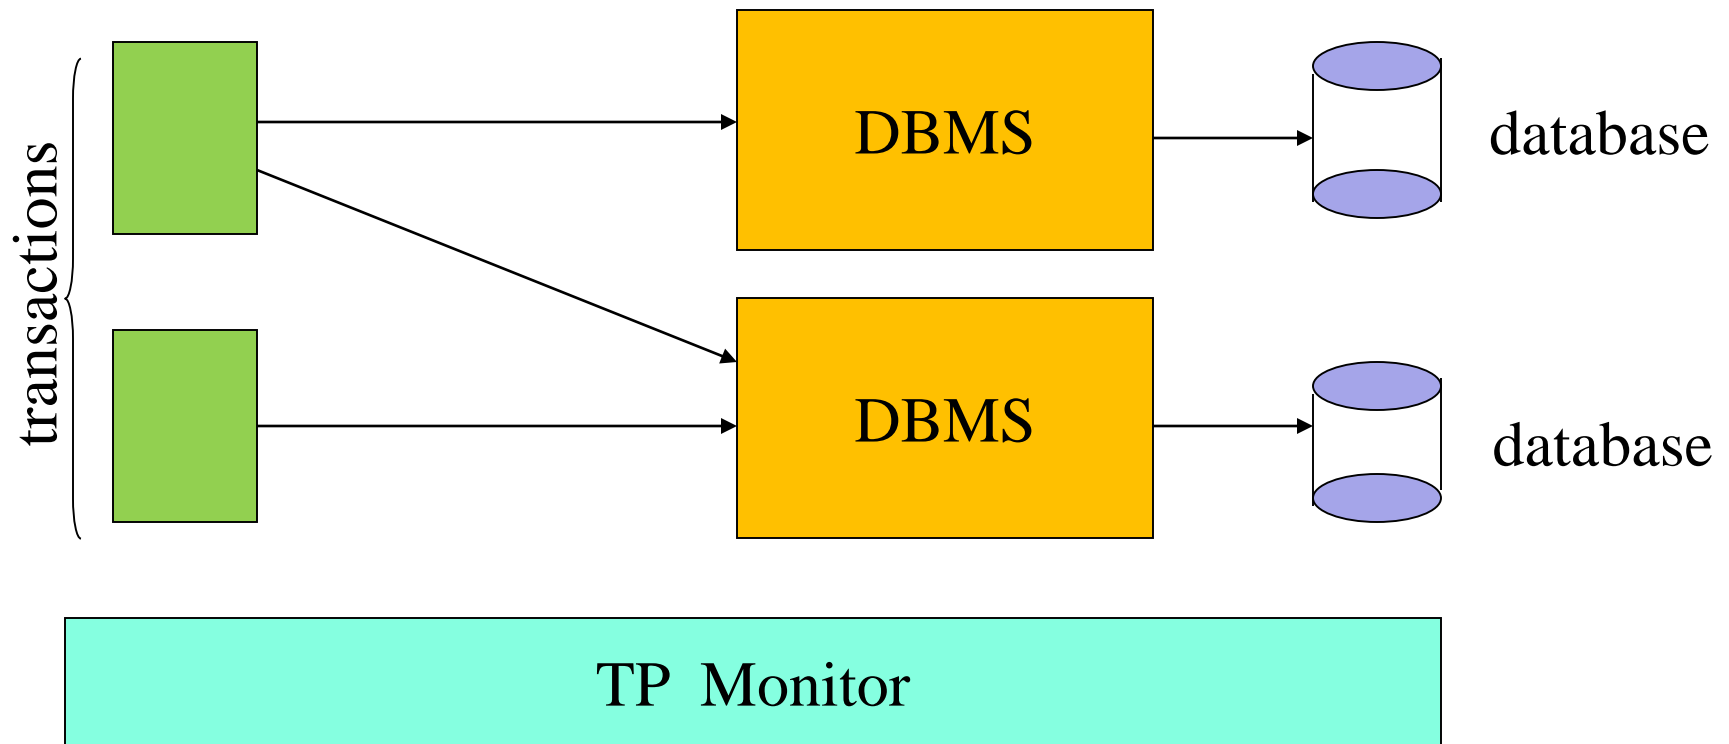 transactions
DBMS
database
DBMS
database
TP Monitor